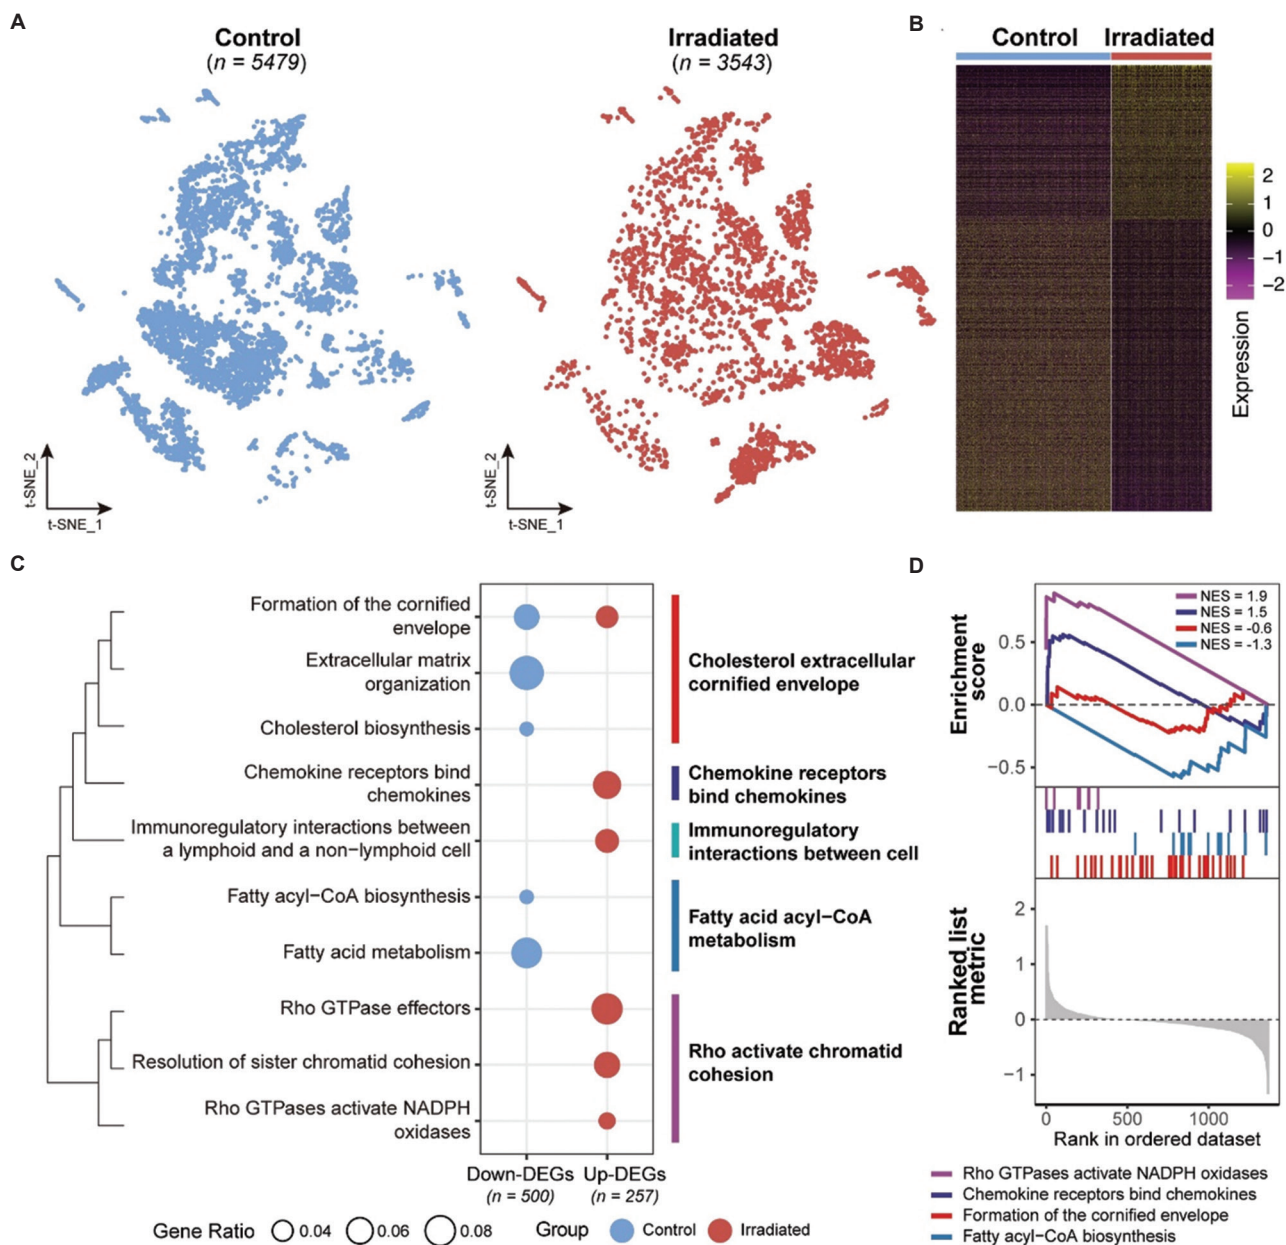 A
Control
(n = 5479)
Irradiated
(n = 3543)
t-SNE_2
t-SNE_1
t-SNE_2
t-SNE_1
B
Control Irradiated
2
1
0
−1
−2
Expression
C
Formation of the cornified
envelope
Extracellular matrix
organization
Cholesterol biosynthesis
Chemokine receptors bind
chemokines
Immunoregulatory interactions between
a lymphoid and a non−lymphoid cell
Fatty acyl−CoA biosynthesis
Fatty acid metabolism
Rho GTPase effectors
Resolution of sister chromatid cohesion
Rho GTPases activate NADPH
oxidases
Cholesterol extracellular
cornified envelope
Chemokine receptors
bind chemokines
Immunoregulatory
interactions between cell
Fatty acid acyl−CoA
metabolism
Rho activate chromatid
cohesion
Down-DEGs Up-DEGs
(n = 500) (n = 257)
Gene Ratio 0.04 0.06 0.08 Group Control Irradiated
D
NES = 1.9
NES = 1.5
NES = -0.6
NES = -1.3
Enrichment
score
0.5
0.0
−0.5
Ranked list
metric
2
1
0
−1
0 500 1000
Rank in ordered dataset
Rho GTPases activate NADPH oxidases
Chemokine receptors bind chemokines
Formation of the cornified envelope
Fatty acyl-CoA biosynthesis